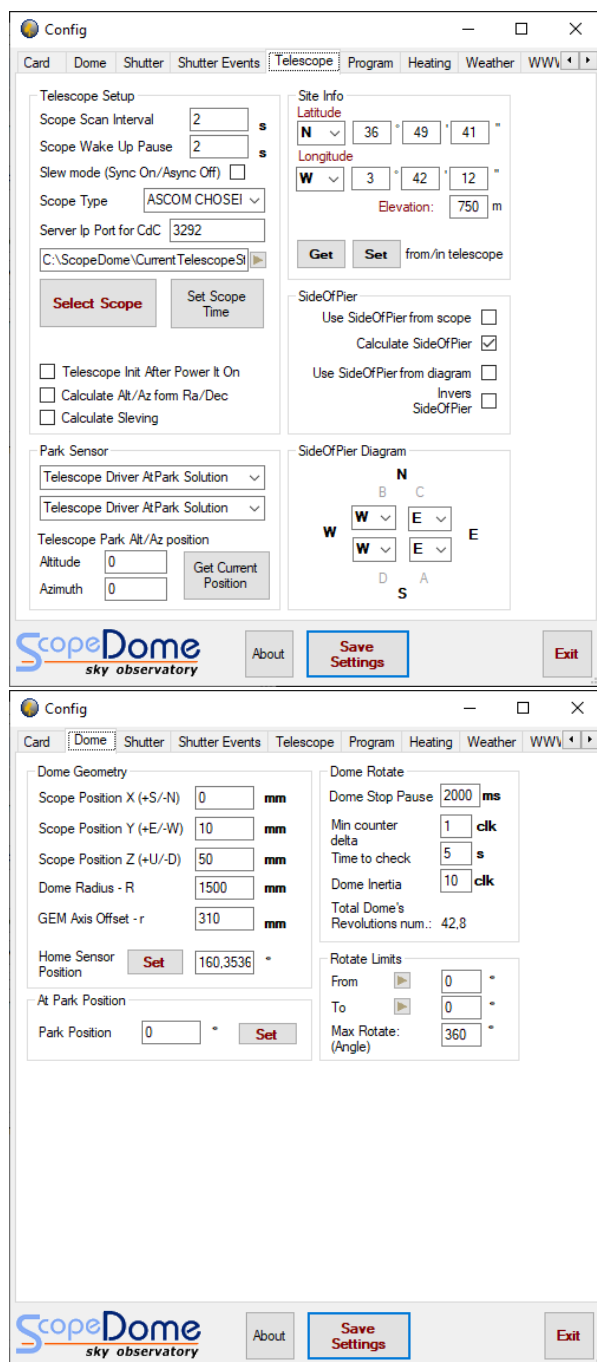 Config
Card Dome Shutter Shutter Events Telescope Program Heating Weather
Telescope Setup
Scope Scan Interval 2 s
Scope Wake Up Pause 2 s
Slew mode (Sync On/Async Off)
Scope Type ASCOM CHOSEI
Server Ip Port for CdC 3292
C:\ScopeDome\CurrentTelescopeSt
Select Scope
Set Scope
Time
Telescope Init After Power It On
Calculate Alt/Az form Ra/Dec
Calculate Sleving
Site Info
Latitude
N 36 ° 49 ' 41 "
Longitude
W 3 ° 42 ' 12 "
Elevation: 750 m
Get Set from/in telescope
SideOfPier
Use SideOfPier from scope
Calculate SideOfPier
Use SideOfPier from diagram
Invers
SideOfPier
Park Sensor
Telescope Driver AtPark Solution
Telescope Driver AtPark Solution
Telescope Park Alt/Az position
Altitude 0
Azimuth 0
Get Current
Position
SideOfPier Diagram
N
B C
W E
W E
W E
D A
S
ScopeDome
sky observatory
About
Save
Settings
Exit
Config
Card Dome Shutter Shutter Events Telescope Program Heating Weather
Dome Geometry
Scope Position X (+S/-N) 0 mm
Scope Position Y (+E/-W) 10 mm
Scope Position Z (+U/-D) 50 mm
Dome Radius - R 1500 mm
GEM Axis Offset - r 310 mm
Home Sensor
Position
Set 160,3536 °
At Park Position
Park Position 0 ° Set
Dome Rotate
Dome Stop Pause 2000 ms
Min counter
delta
1 clk
Time to check 5 s
Dome Inertia 10 clk
Total Dome's
Revolutions num.: 42,8
Rotate Limits
From 0 °
To 0 °
Max Rotate:
(Angle)
360 °
ScopeDome
sky observatory
About
Save
Settings
Exit